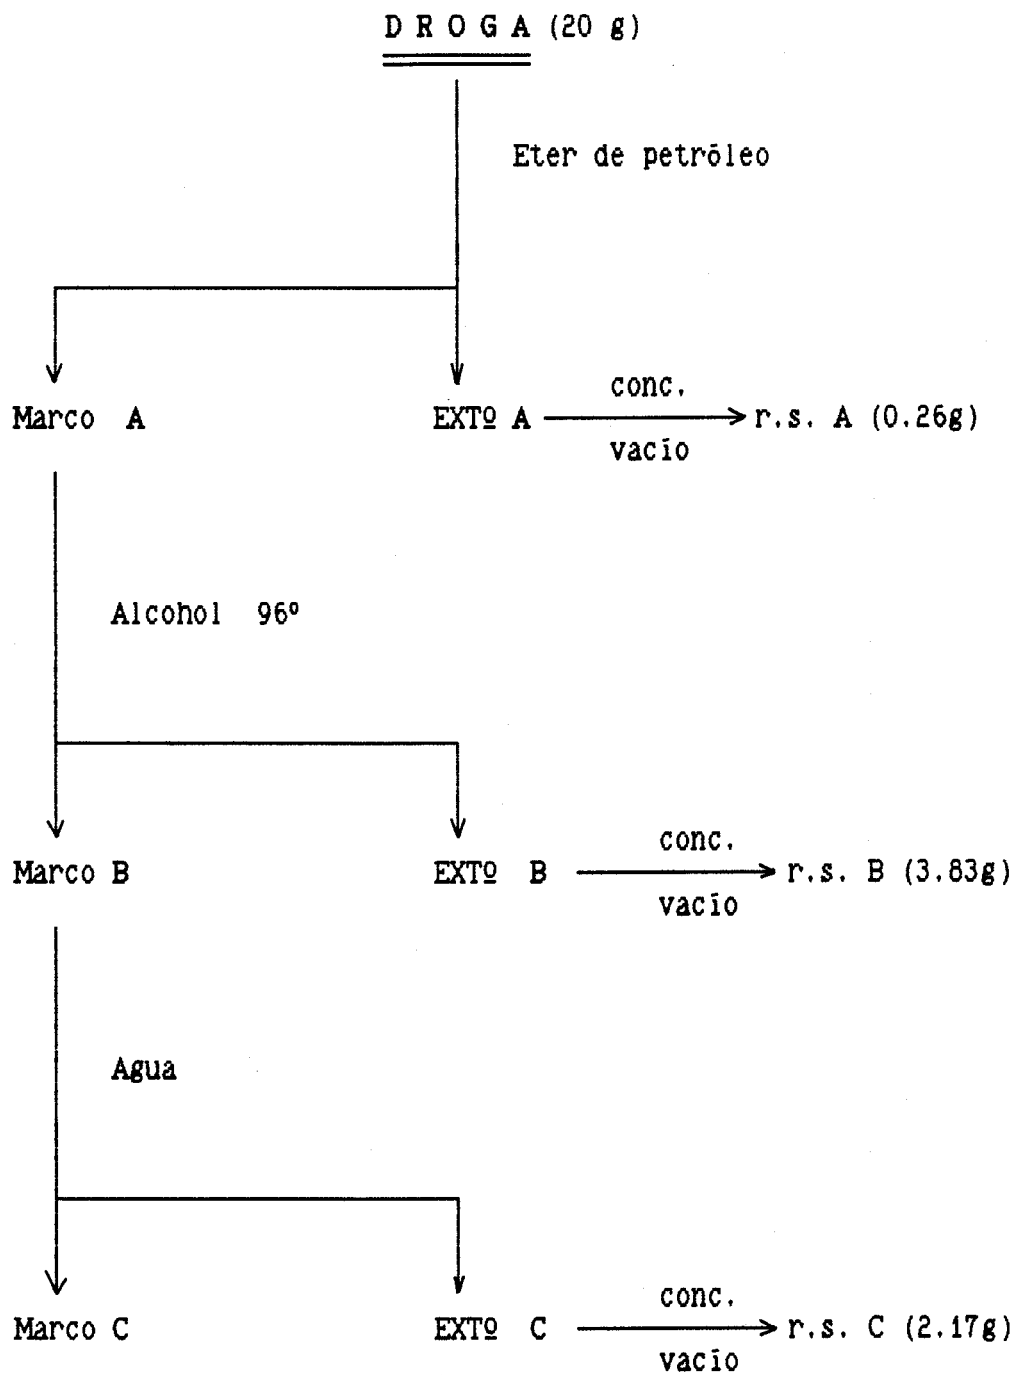 D R O G A (20 g)
Eter de petróleo
conc.
Marco A EXTº A r.s. A (0.26g)
vacío
Alcohol 96º
conc.
Marco B EXTº B r.s. B (3.83g)
vacío
Agua
conc.
Marco C EXTº C r.s. C (2.17g)
vacío